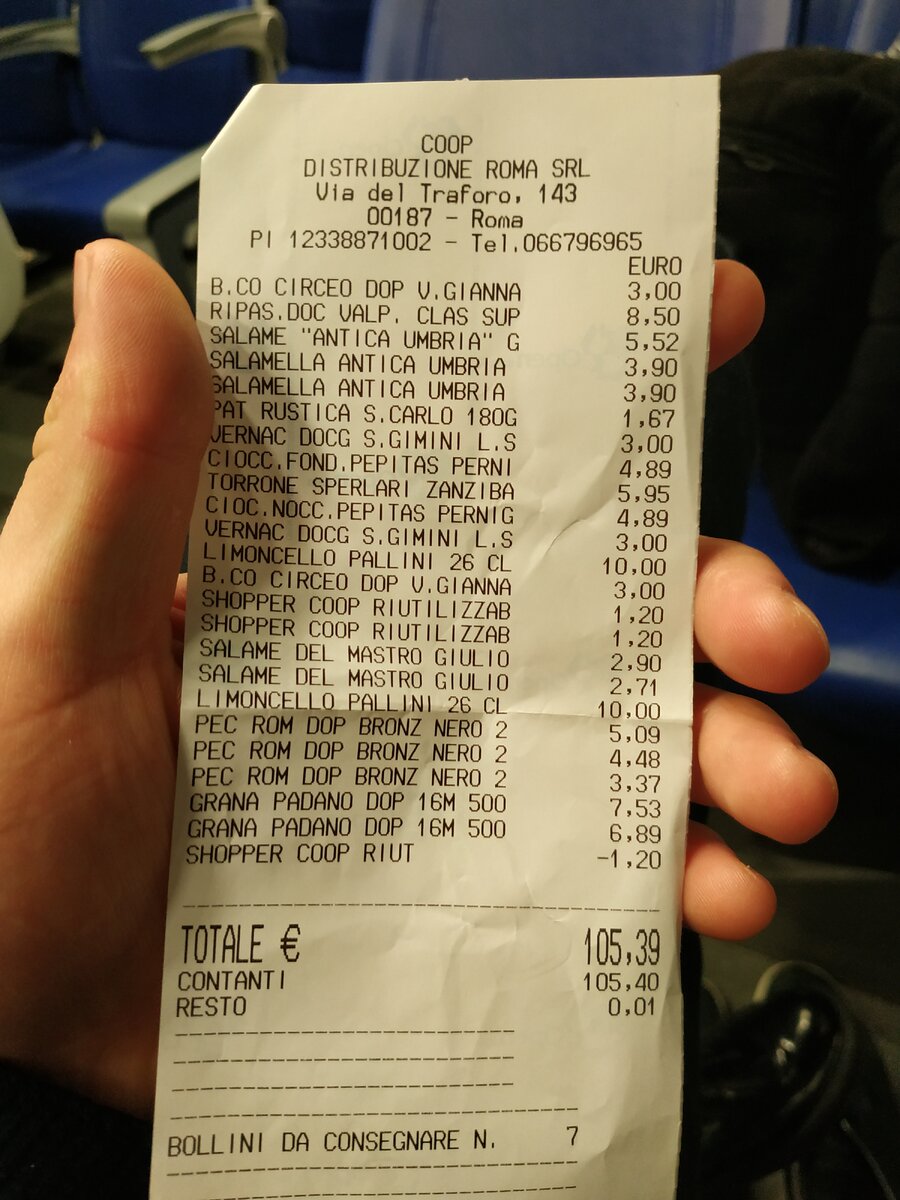 COOP
DISTRIBUZIONE ROMA SRL
Via del Traforo, 143
00187 - Roma
PI 12338871002 - Tel.066796965
EURO
B.CO CIRCEO DOP V.GIANNA 3,00
RIPAS.DOC VALP. CLAS SUP 8,50
SALAME "ANTICA UMBRIA" G 5,52
SALAMELLA ANTICA UMBRIA 3,90
SALAMELLA ANTICA UMBRIA 3,90
PAT RUSTICA S.CARLO 180G 1,67
VERNAC DOCG S.GIMINI L.S 3,00
CIOCC.FOND.PEPITAS PERNI 4,89
TORRONE SPERLARI ZANZIBA 5,95
CIOC.NOCC.PEPITAS PERNIG 4,89
VERNAC DOCG S.GIMINI L.S 3,00
LIMONCELLO PALLINI 26 CL 10,00
B.CO CIRCEO DOP V.GIANNA 3,00
SHOPPER COOP RIUTILIZZAB 1,20
SHOPPER COOP RIUTILIZZAB 1,20
SALAME DEL MASTRO GIULIO 2,90
SALAME DEL MASTRO GIULIO 2,71
LIMONCELLO PALLINI 26 CL 10,00
PEC ROM DOP BRONZ NERO 2 5,09
PEC ROM DOP BRONZ NERO 2 4,48
PEC ROM DOP BRONZ NERO 2 3,37
GRANA PADANO DOP 16M 500 7,53
GRANA PADANO DOP 16M 500 6,89
SHOPPER COOP RIUT -1,20
TOTALE € 105,39
CONTANTI 105,40
RESTO 0,01
BOLLINI DA CONSEGNARE N. 7